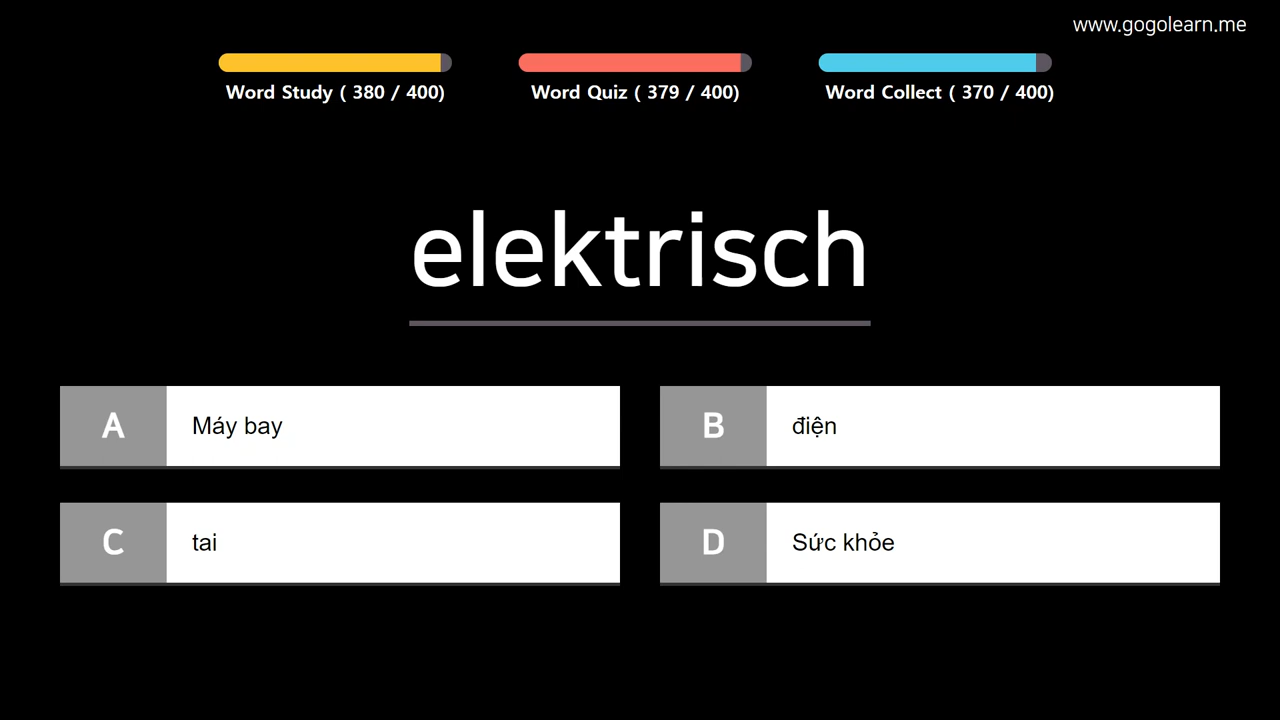 www.gogolearn.me
Word Study ( 380 / 400)
Word Quiz ( 379 / 400)
Word Collect ( 370 / 400)
elektrisch
A Máy bay
B điện
C tai
D Sức khỏe